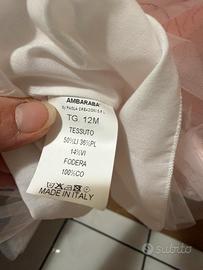 AMBARABA
TG. 12M
TESSUTO
50%LI 36%PL
14%VI
FODERA
100%CO
MADE IN ITALY
subito